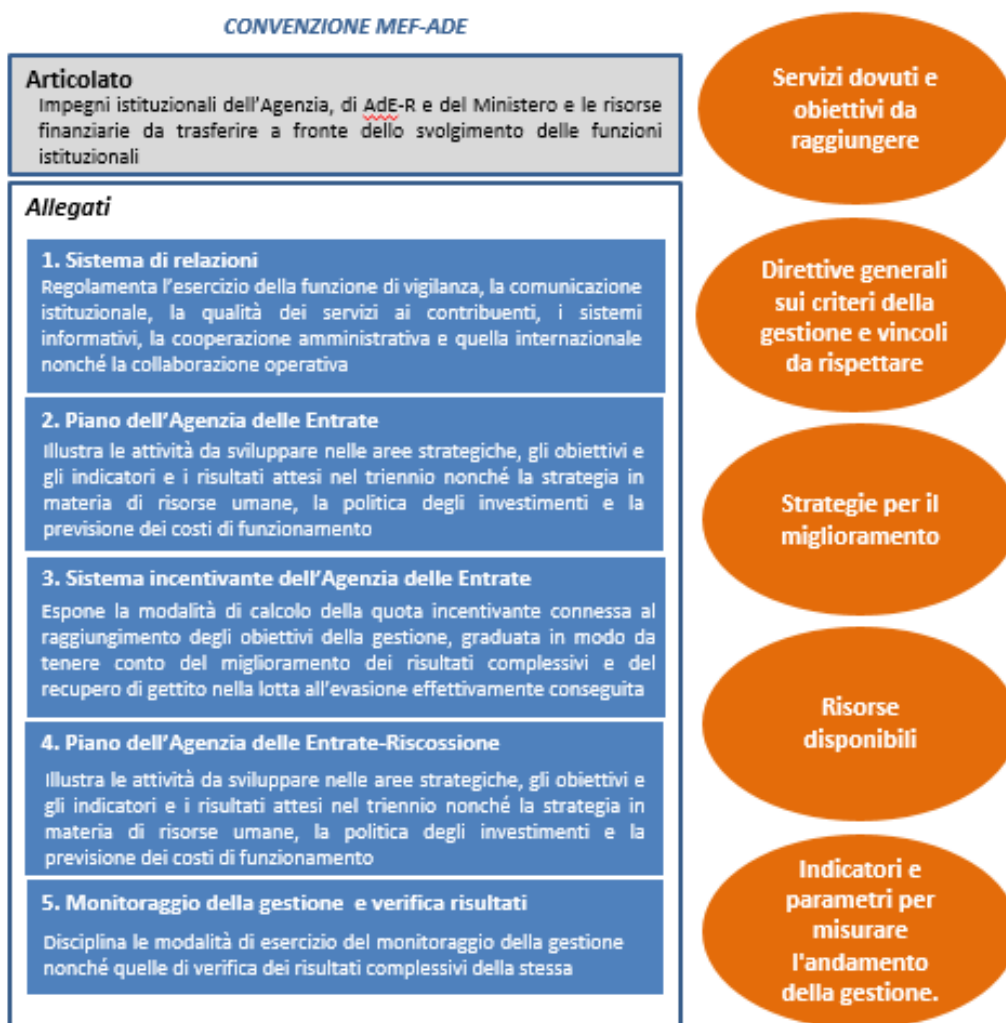 CONVENZIONE MEF-ADE
Articolato
Impegni istituzionali dell'Agenzia, di AdE-R e del Ministero e le risorse
finanziarie da trasferire a fronte dello svolgimento delle funzioni
istituzionali
Allegati
1. Sistema di relazioni
Regolamenta l'esercizio della funzione di vigilanza, la comunicazione
istituzionale, la qualità dei servizi ai contribuenti, i sistemi
informativi, la cooperazione amministrativa e quella internazionale
nonché la collaborazione operativa
2. Piano dell'Agenzia delle Entrate
Illustra le attività da sviluppare nelle aree strategiche, gli obiettivi e
gli indicatori e i risultati attesi nel triennio nonché la strategia in
materia di risorse umane, la politica degli investimenti e la
previsione dei costi di funzionamento
3. Sistema incentivante dell'Agenzia delle Entrate
Espone la modalità di calcolo della quota incentivante connessa al
raggiungimento degli obiettivi della gestione, graduata in modo da
tenere conto del miglioramento dei risultati complessivi e del
recupero di gettito nella lotta all'evasione effettivamente conseguita
4. Piano dell'Agenzia delle Entrate-Riscossione
Illustra le attività da sviluppare nelle aree strategiche, gli obiettivi e
gli indicatori e i risultati attesi nel triennio nonché la strategia in
materia di risorse umane, la politica degli investimenti e la
previsione dei costi di funzionamento
5. Monitoraggio della gestione e verifica risultati
Disciplina le modalità di esercizio del monitoraggio della gestione
nonché quelle di verifica dei risultati complessivi della stessa
Servizi dovuti e
obiettivi da
raggiungere
Direttive generali
sui criteri della
gestione e vincoli
da rispettare
Strategie per il
miglioramento
Risorse
disponibili
Indicatori e
parametri per
misurare
l'andamento
della gestione.